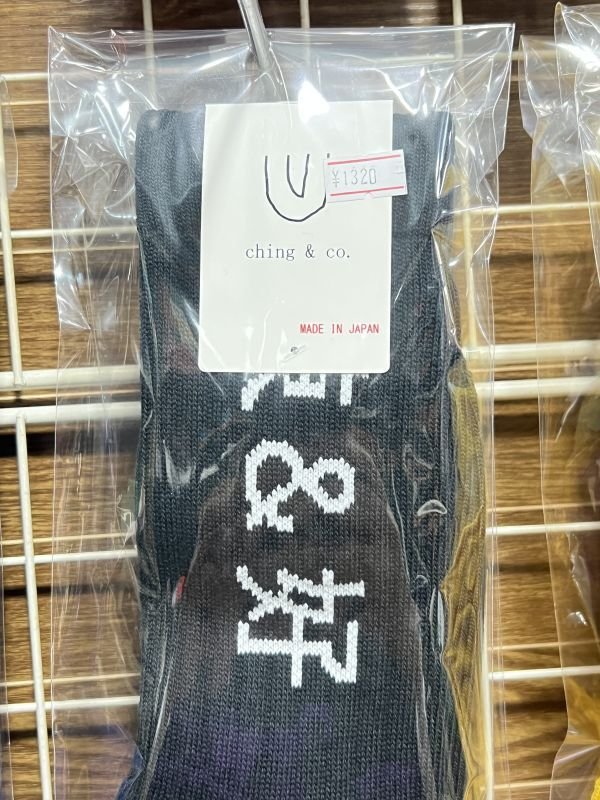 ¥1320
ching & co.
MADE IN JAPAN
&